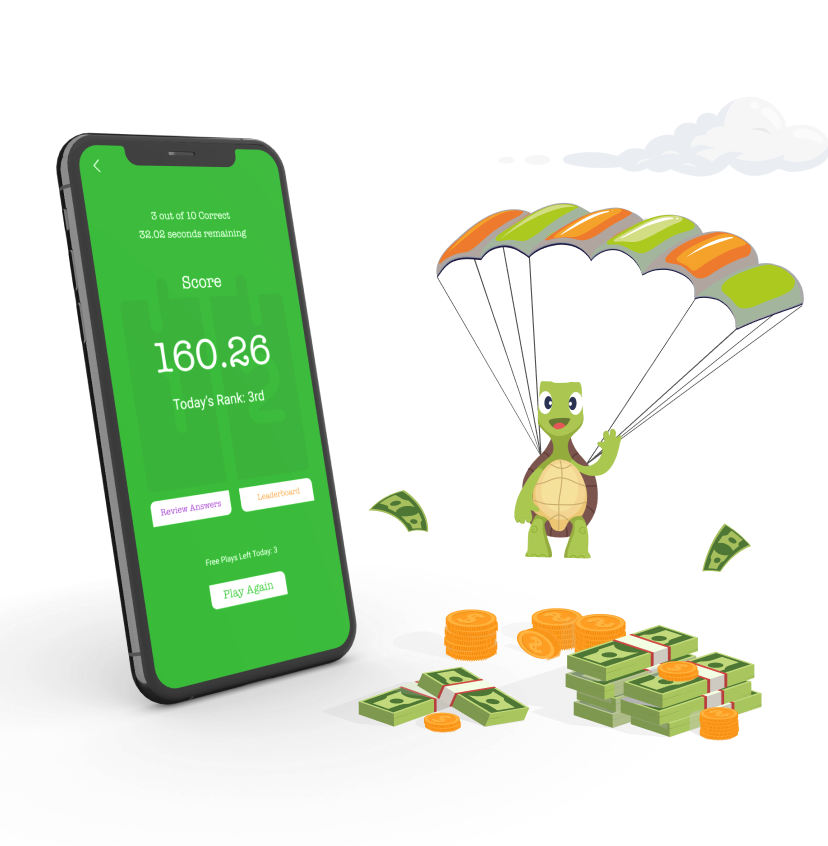 3 out of 10 Correct
32.02 seconds remaining
Score
160.26
Today's Rank: 3rd
Review Answers
Leaderboard
Free Plays Left Today: 3
Play Again